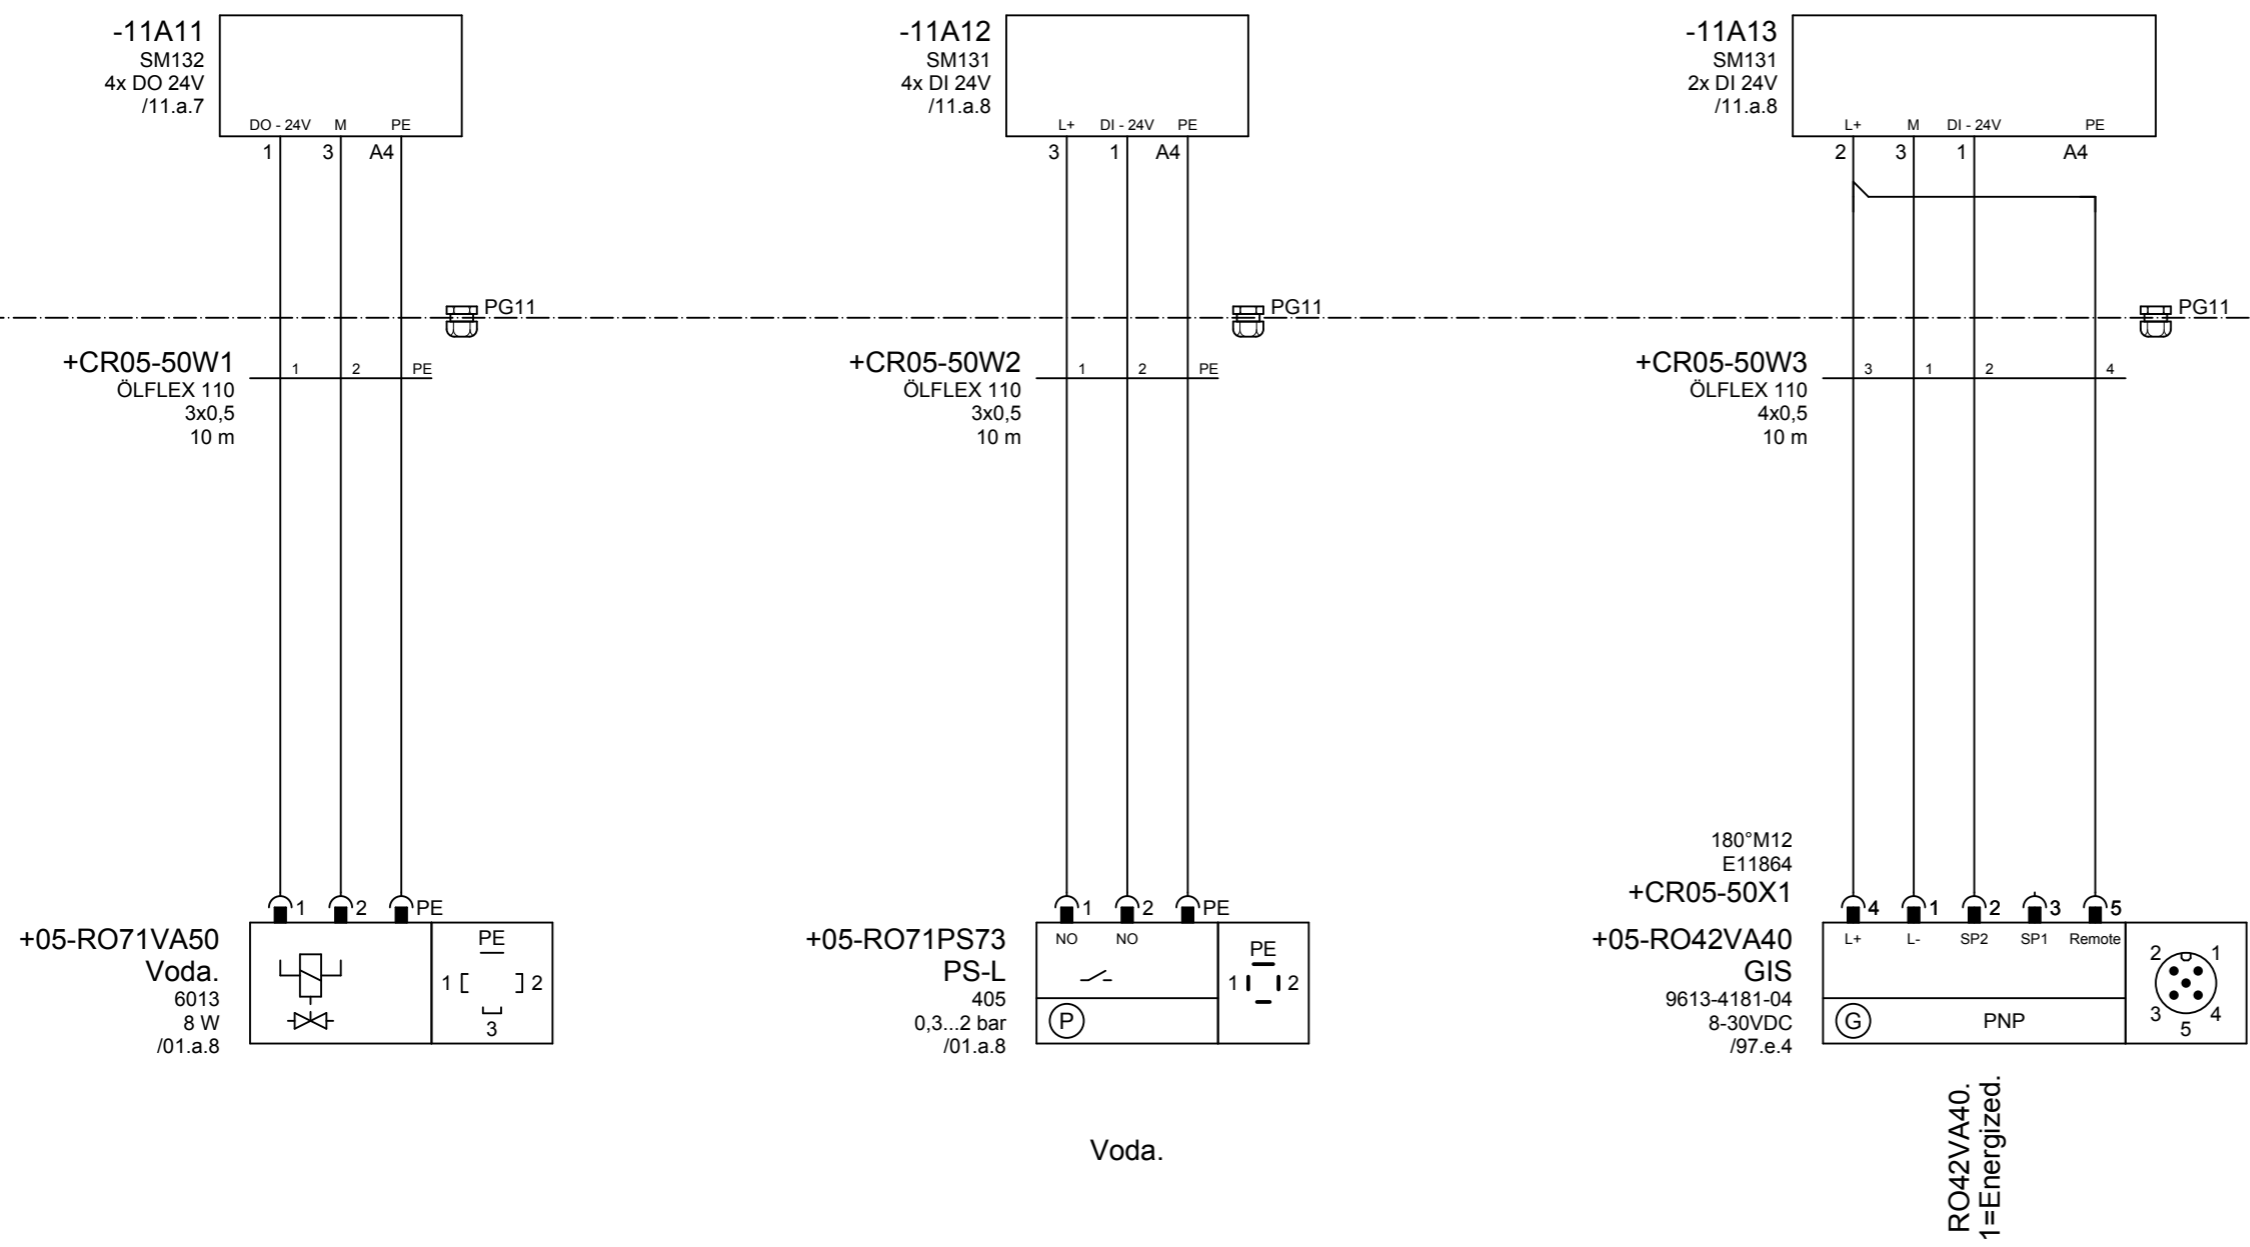 -11A11
SM132
4x DO 24V
/11.a.7
DO - 24V M PE
1 3 A4
-11A12
SM131
4x DI 24V
/11.a.8
L+ DI - 24V PE
3 1 A4
-11A13
SM131
2x DI 24V
/11.a.8
L+ M DI - 24V PE
2 3 1 A4
PG11
PG11
PG11
+CR05-50W1
ÖLFLEX 110
3x0,5
10 m
1 2 PE
+CR05-50W2
ÖLFLEX 110
3x0,5
10 m
1 2 PE
+CR05-50W3
ÖLFLEX 110
4x0,5
10 m
3 1 2 4
1 2 PE
+05-RO71VA50
Voda.
6013
8 W
/01.a.8
PE
1 2
3
1 2 PE
+05-RO71PS73
PS-L
405
0,3...2 bar
/01.a.8
NO NO
P
PE
1 2
180°M12
E11864
+CR05-50X1
4 1 2 3 5
+05-RO42VA40
GIS
9613-4181-04
8-30VDC
/97.e.4
L+ L- SP2 SP1 Remote
G PNP
2 1
3 4
5
Voda.
RO42VA40.
1=Energized.